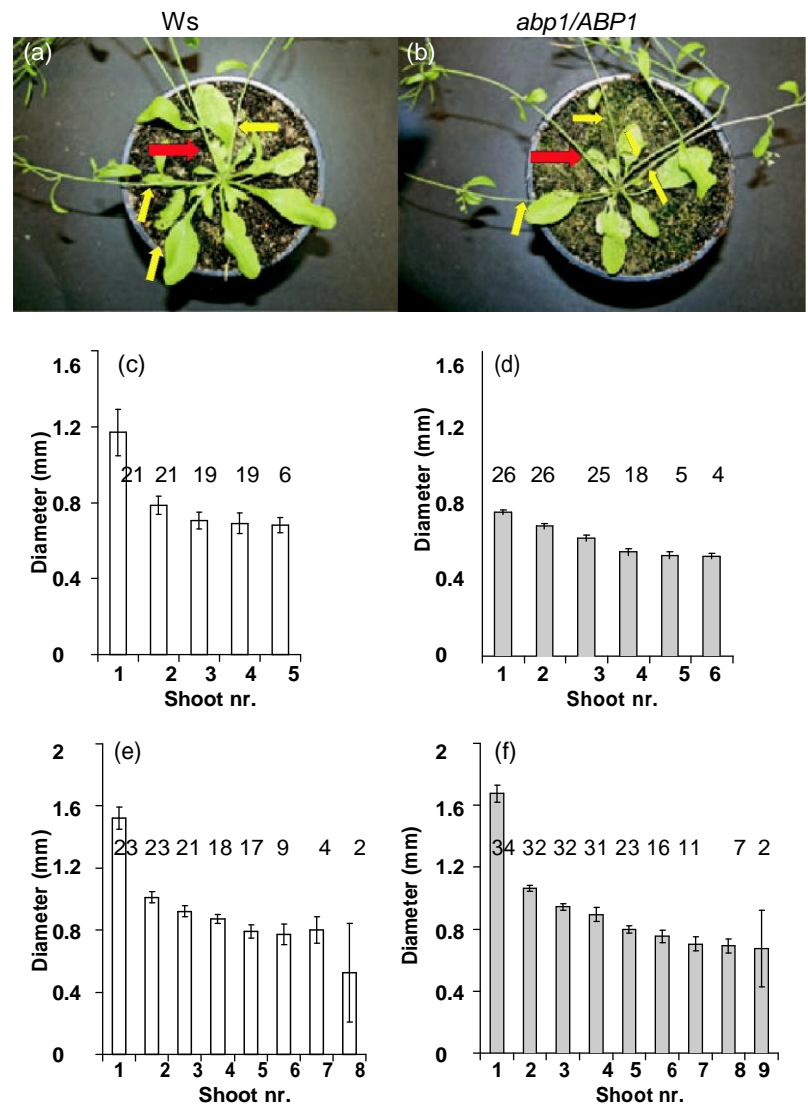 Ws
abp1/ABP1
(a)
(b)
(c)
1.6
1.2
0.8
0.4
0
Diameter (mm)
21 21 19 19 6
1 2 3 4 5
Shoot nr.
(d)
1.6
1.2
0.8
0.4
0
Diameter (mm)
26 26 25 18 5 4
1 2 3 4 5 6
Shoot nr.
(e)
2
1.6
1.2
0.8
0.4
0
Diameter (mm)
23 23 21 18 17 9 4 2
1 2 3 4 5 6 7 8
Shoot nr.
(f)
2
1.6
1.2
0.8
0.4
0
Diameter (mm)
34 32 32 31 23 16 11 7 2
1 2 3 4 5 6 7 8 9
Shoot nr.